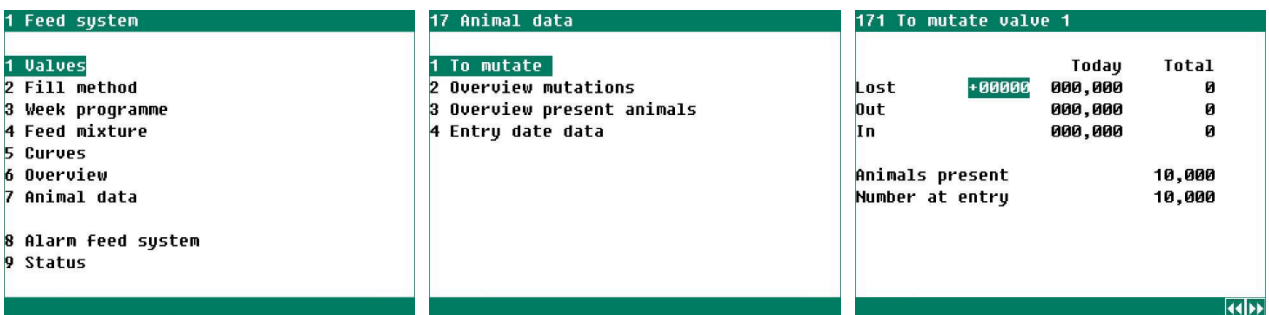 1 Feed system
1 Valves
2 Fill method
3 Week programme
4 Feed mixture
5 Curves
6 Overview
7 Animal data
8 Alarm feed system
9 Status
17 Animal data
1 To mutate
2 Overview mutations
3 Overview present animals
4 Entry date data
171 To mutate valve 1
Today Total
Lost +00000 000,000 0
Out 000,000 0
In 000,000 0
Animals present 10,000
Number at entry 10,000